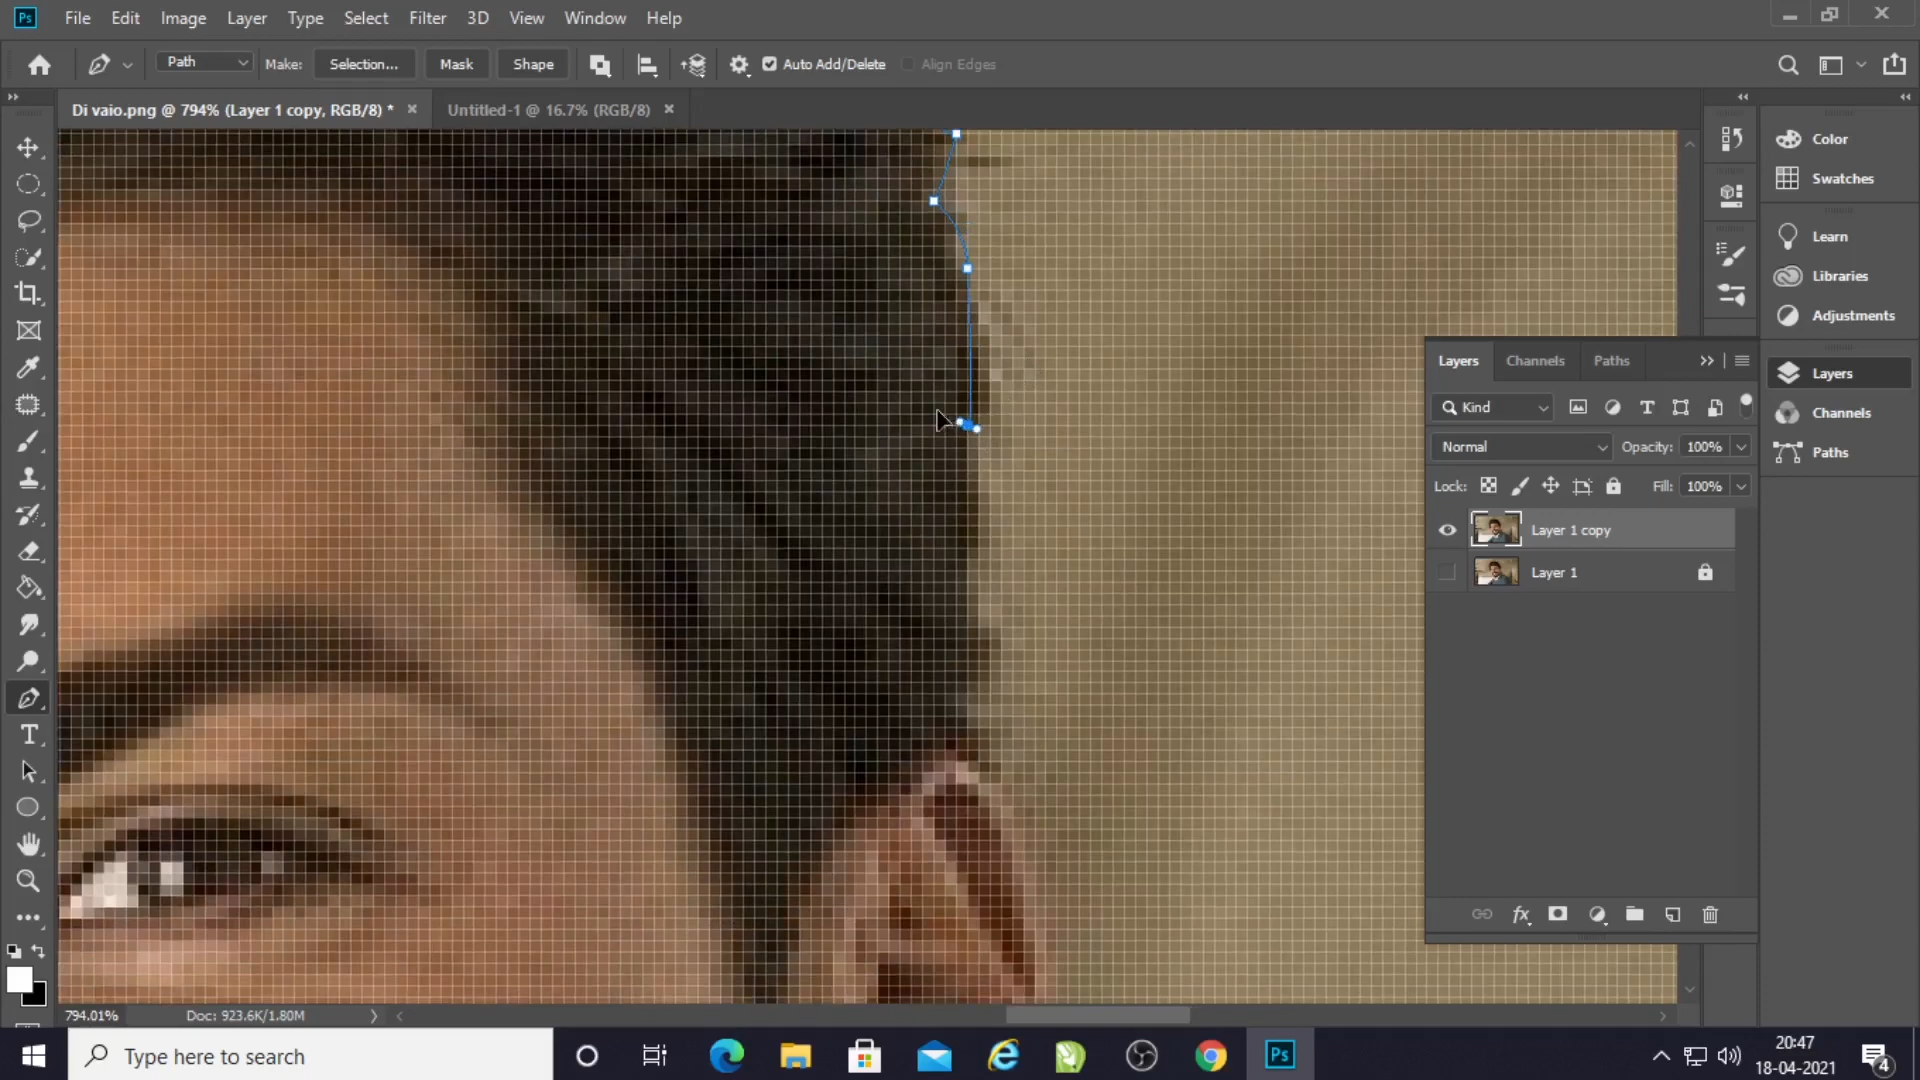 Ps File Edit Image Layer Type Select Filter 3D View Window Help
Path Make: Selection... Mask Shape Auto Add/Delete Align Edges
Di vaio.png @ 794% (Layer 1 copy, RGB/8) * Untitled-1 @ 16.7% (RGB/8)
Color
Swatches
Learn
Libraries
Adjustments
Layers
Channels
Paths
Layers Channels Paths
Kind
Normal Opacity: 100%
Lock: Fill: 100%
Layer 1 copy
Layer 1
fx
794.01% Doc: 923.6K/1.80M
Type here to search
Ps
20:47
18-04-2021
4